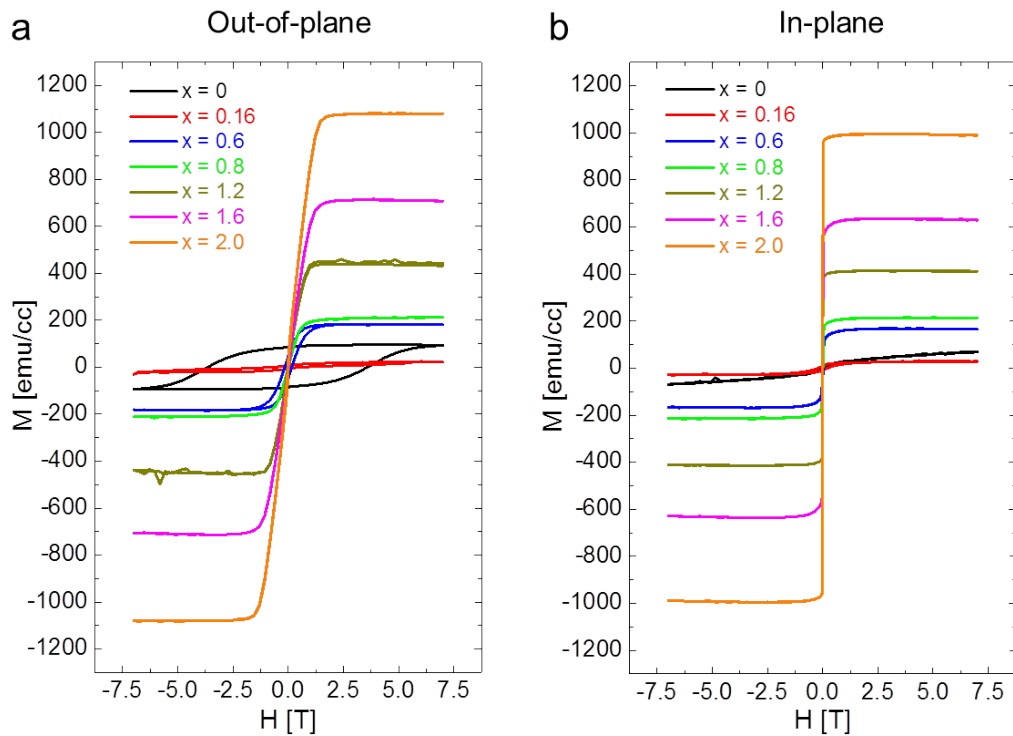 a
Out-of-plane
1200
1000
800
600
400
200
0
-200
-400
-600
-800
-1000
-1200
M [emu/cc]
x = 0
x = 0.16
x = 0.6
x = 0.8
x = 1.2
x = 1.6
x = 2.0
-7.5 -5.0 -2.5 0.0 2.5 5.0 7.5
H [T]
b
In-plane
1200
1000
800
600
400
200
0
-200
-400
-600
-800
-1000
-1200
M [emu/cc]
x = 0
x = 0.16
x = 0.6
x = 0.8
x = 1.2
x = 1.6
x = 2.0
-7.5 -5.0 -2.5 0.0 2.5 5.0 7.5
H [T]